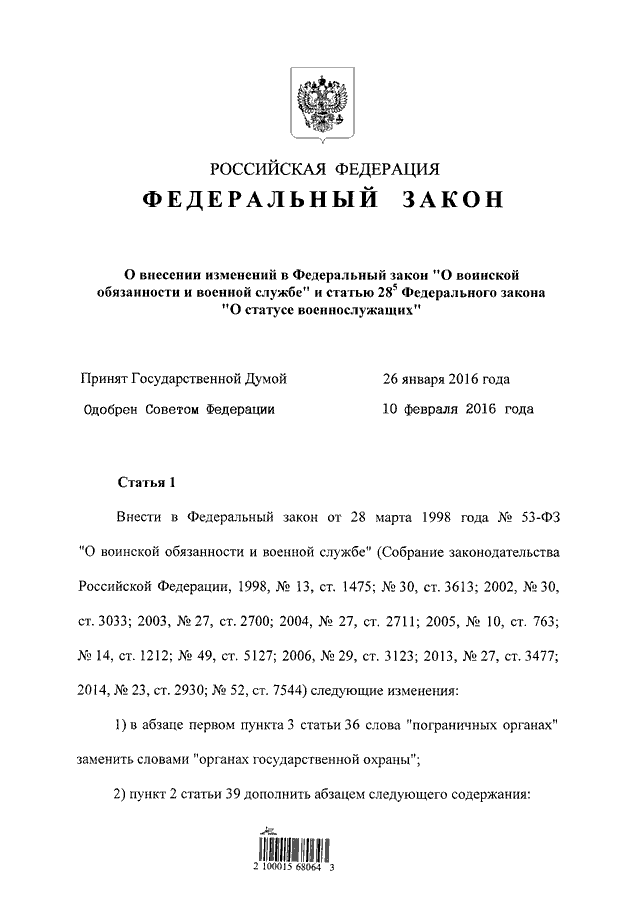 РОССИЙСКАЯ ФЕДЕРАЦИЯ
ФЕДЕРАЛЬНЫЙ ЗАКОН
О внесении изменений в Федеральный закон "О воинской
обязанности и военной службе" и статью 28⁵ Федерального закона
"О статусе военнослужащих"
Принят Государственной Думой 26 января 2016 года
Одобрен Советом Федерации 10 февраля 2016 года
Статья 1
Внести в Федеральный закон от 28 марта 1998 года № 53-ФЗ
"О воинской обязанности и военной службе" (Собрание законодательства
Российской Федерации, 1998, № 13, ст. 1475; № 30, ст. 3613; 2002, № 30,
ст. 3033; 2003, № 27, ст. 2700; 2004, № 27, ст. 2711; 2005, № 10, ст. 763;
№ 14, ст. 1212; № 49, ст. 5127; 2006, № 29, ст. 3123; 2013, № 27, ст. 3477;
2014, № 23, ст. 2930; № 52, ст. 7544) следующие изменения:
1) в абзаце первом пункта 3 статьи 36 слова "пограничных органах"
заменить словами "органах государственной охраны";
2) пункт 2 статьи 39 дополнить абзацем следующего содержания:
2 100015 68064 3